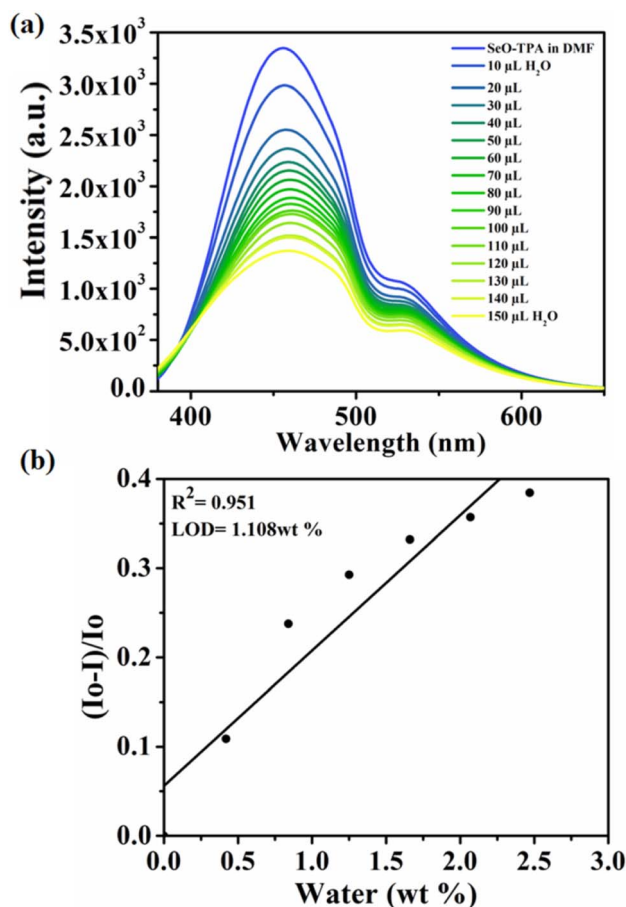 (a)
3.5x10³
3.0x10³
2.5x10³
2.0x10³
1.5x10³
1.0x10³
5.0x10²
0.0
Intensity (a.u.)
SeO-TPA in DMF
10 µL H₂O
20 µL
30 µL
40 µL
50 µL
60 µL
70 µL
80 µL
90 µL
100 µL
110 µL
120 µL
130 µL
140 µL
150 µL H₂O
400 500 600
Wavelength (nm)
(b)
0.4
0.3
0.2
0.1
0.0
(Io-I)/Io
R²= 0.951
LOD= 1.108wt %
0.0 0.5 1.0 1.5 2.0 2.5 3.0
Water (wt %)